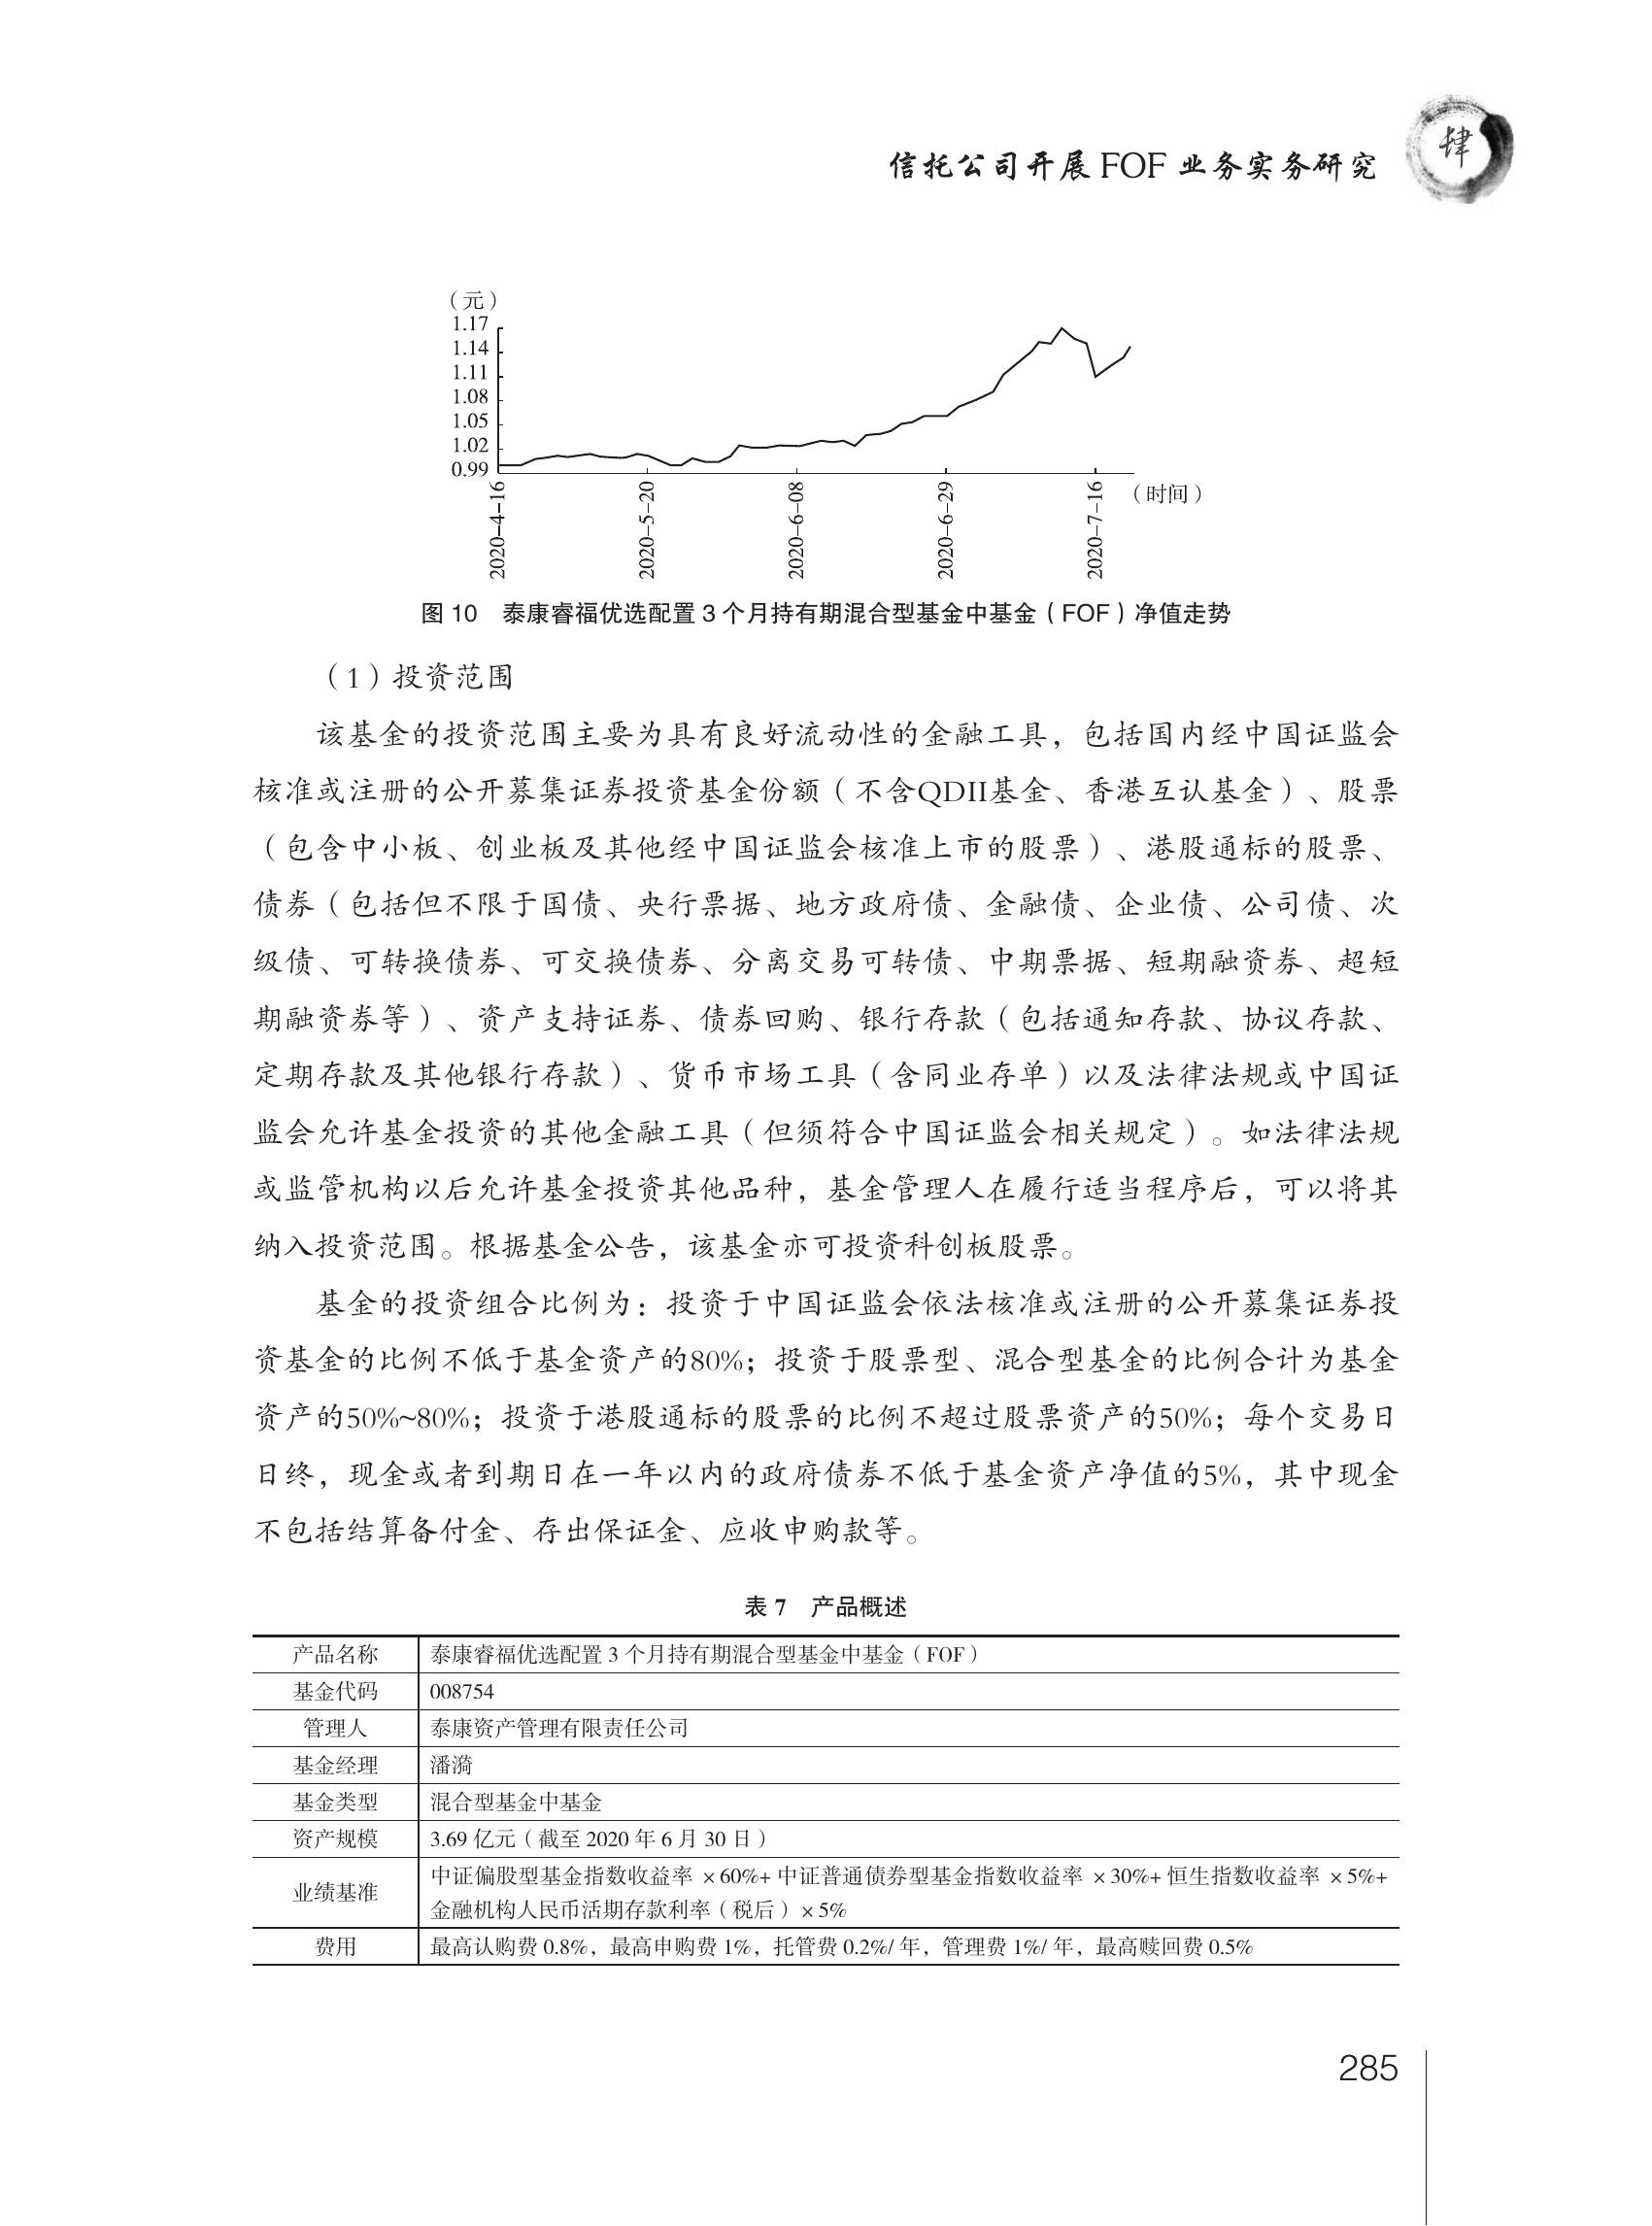 信托公司开展 FOF 业务实务研究
肆
（元）
1.17
1.14
1.11
1.08
1.05
1.02
0.99
2020–4–16
2020–5–20
2020–6–08
2020–6–29
2020–7–16
（时间）
图 10　泰康睿福优选配置 3 个月持有期混合型基金中基金（FOF）净值走势
（1）投资范围
该基金的投资范围主要为具有良好流动性的金融工具，包括国内经中国证监会
核准或注册的公开募集证券投资基金份额（不含QDII基金、香港互认基金）、股票
（包含中小板、创业板及其他经中国证监会核准上市的股票）、港股通标的股票、
债券（包括但不限于国债、央行票据、地方政府债、金融债、企业债、公司债、次
级债、可转换债券、可交换债券、分离交易可转债、中期票据、短期融资券、超短
期融资券等）、资产支持证券、债券回购、银行存款（包括通知存款、协议存款、
定期存款及其他银行存款）、货币市场工具（含同业存单）以及法律法规或中国证
监会允许基金投资的其他金融工具（但须符合中国证监会相关规定）。如法律法规
或监管机构以后允许基金投资其他品种，基金管理人在履行适当程序后，可以将其
纳入投资范围。根据基金公告，该基金亦可投资科创板股票。
基金的投资组合比例为：投资于中国证监会依法核准或注册的公开募集证券投
资基金的比例不低于基金资产的80%；投资于股票型、混合型基金的比例合计为基金
资产的50%~80%；投资于港股通标的股票的比例不超过股票资产的50%；每个交易日
日终，现金或者到期日在一年以内的政府债券不低于基金资产净值的5%，其中现金
不包括结算备付金、存出保证金、应收申购款等。
表 7　产品概述
产品名称　泰康睿福优选配置 3 个月持有期混合型基金中基金（FOF）
基金代码　008754
管理人　泰康资产管理有限责任公司
基金经理　潘漪
基金类型　混合型基金中基金
资产规模　3.69 亿元（截至 2020 年 6 月 30 日）
业绩基准　中证偏股型基金指数收益率 ×60%+ 中证普通债券型基金指数收益率 ×30%+ 恒生指数收益率 ×5%+
金融机构人民币活期存款利率（税后）×5%
费用　最高认购费 0.8%，最高申购费 1%，托管费 0.2%/ 年，管理费 1%/ 年，最高赎回费 0.5%
285